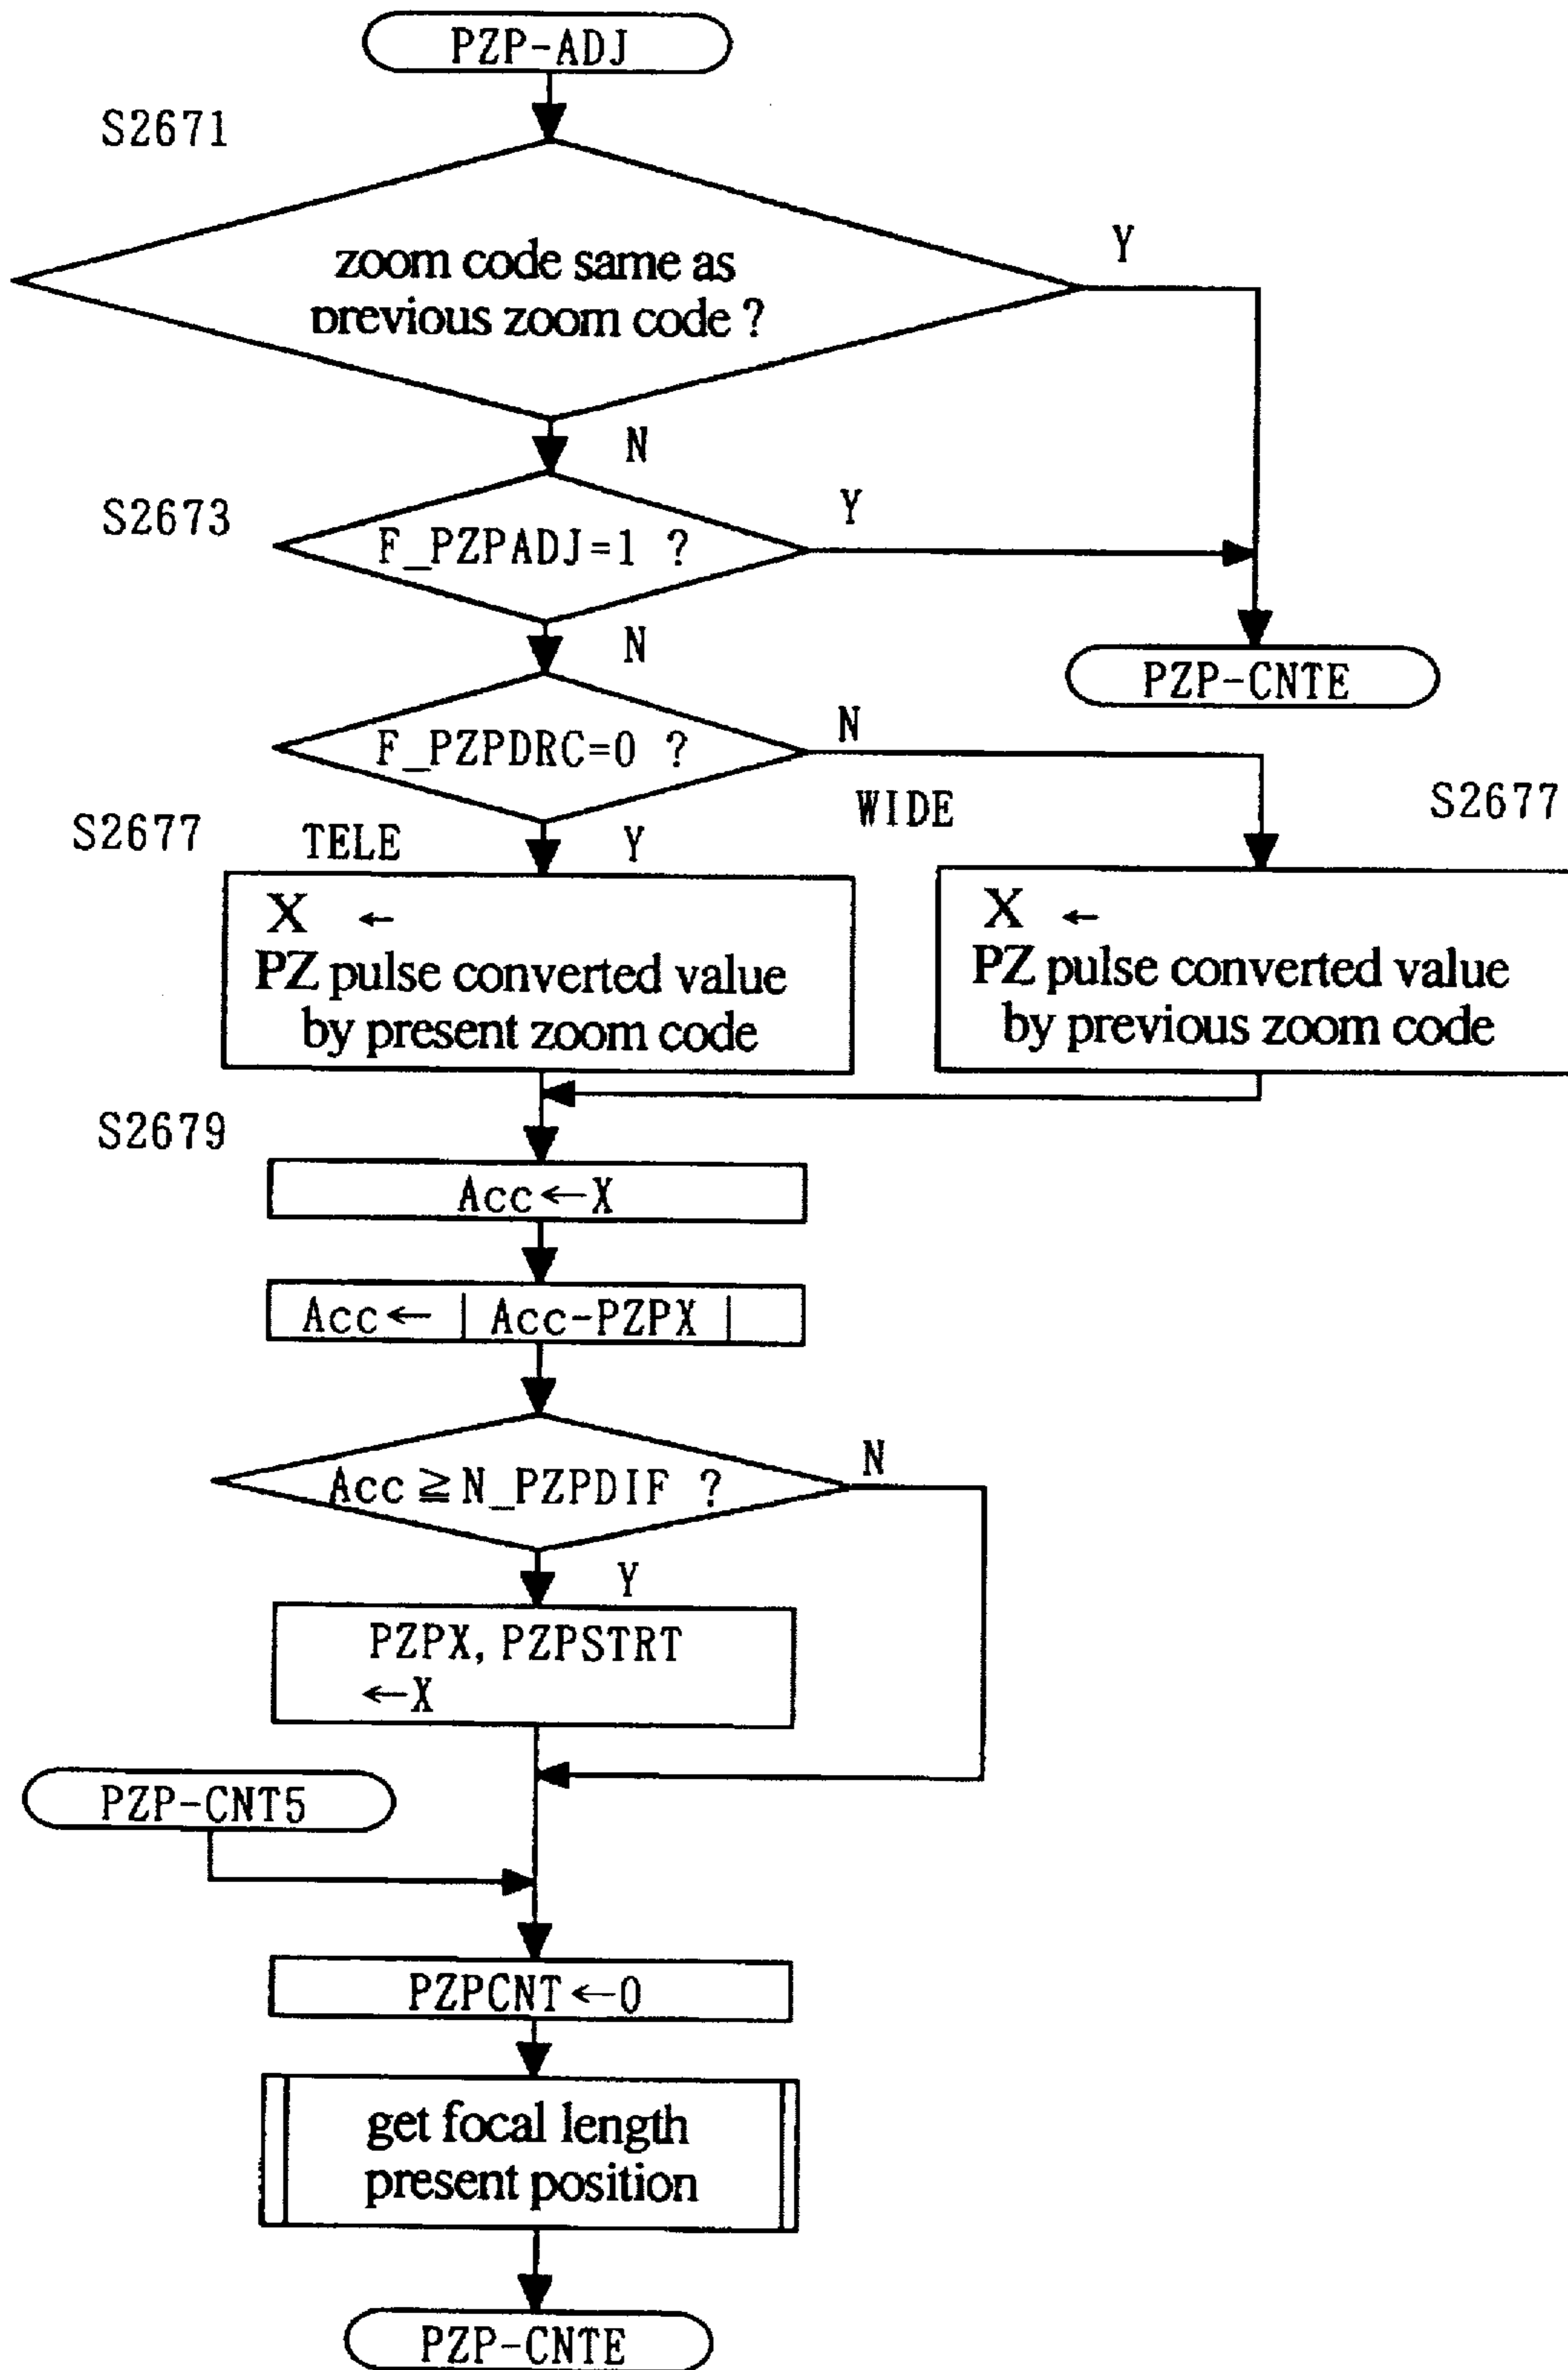 PZP-ADJ
S2671
zoom code same as
previous zoom code ?
Y
N
S2673
F_PZPADJ=1 ?
Y
N
PZP-CNTE
F_PZPDRC=0 ?
N
WIDE
S2677
S2677
TELE
Y
X ←
PZ pulse converted value
by present zoom code
X ←
PZ pulse converted value
by previous zoom code
S2679
Acc←X
Acc← | Acc-PZPX |
Acc≧N_PZPDIF ?
N
Y
PZPX, PZPSTRT
←X
PZP-CNT5
PZPCNT←0
get focal length
present position
PZP-CNTE